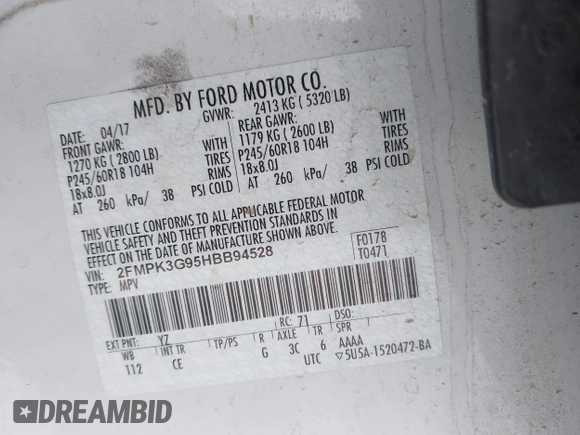 MFD. BY FORD MOTOR CO.
DATE: 04/17 GVWR: 2413 KG ( 5320 LB)
FRONT GAWR: REAR GAWR:
1270 KG ( 2800 LB) WITH 1179 KG ( 2600 LB) WITH
P245/60R18 104H TIRES P245/60R18 104H TIRES
18x8.0J RIMS 18x8.0J RIMS
AT 260 kPa/ 38 PSI COLD AT 260 kPa/ 38 PSI COLD
THIS VEHICLE CONFORMS TO ALL APPLICABLE FEDERAL MOTOR
VEHICLE SAFETY AND THEFT PREVENTION STANDARDS IN
EFFECT ON THE DATE OF MANUFACTURE SHOWN ABOVE.
VIN: 2FMPK3G95HBB94528 F0178
TYPE: MPV T0471
EXT PNT: YZ RC: 71 DSO:
WB INT TR TP/PS R AXLE TR SPR
112 CE G 3C 6 AAAA
UTC ▽5U5A-1520472-BA
DREAMBID